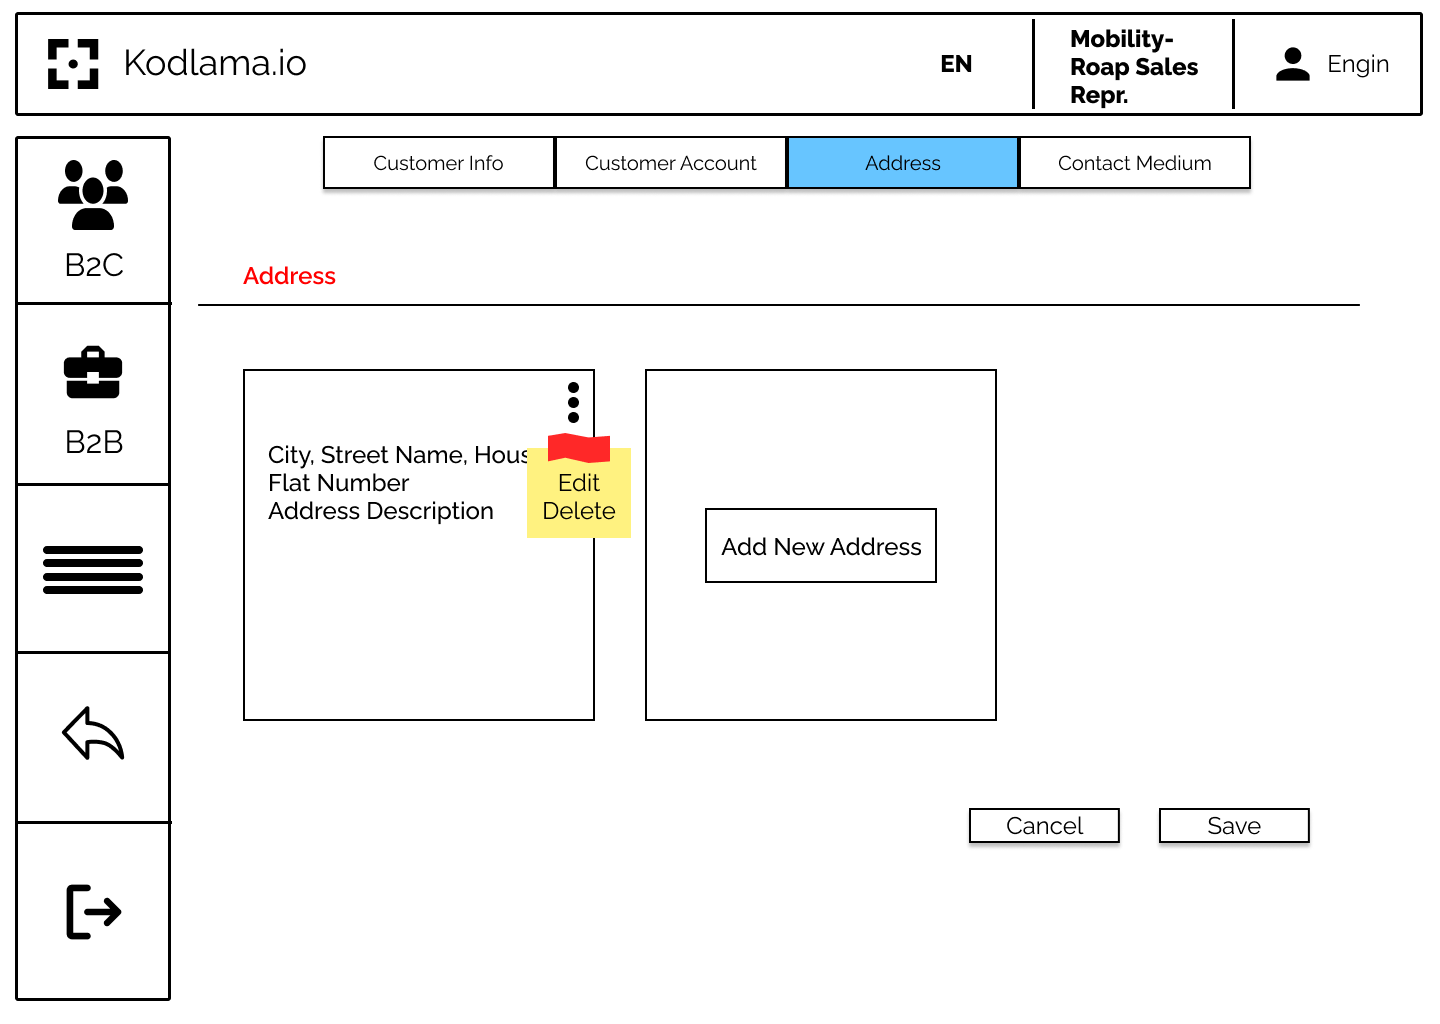 Kodlama.io
EN
Mobility-
Roap Sales
Repr.
Engin
Customer Info
Customer Account
Address
Contact Medium
B2C
B2B
Address
City, Street Name, Hous
Flat Number
Address Description
Edit
Delete
Add New Address
Cancel
Save